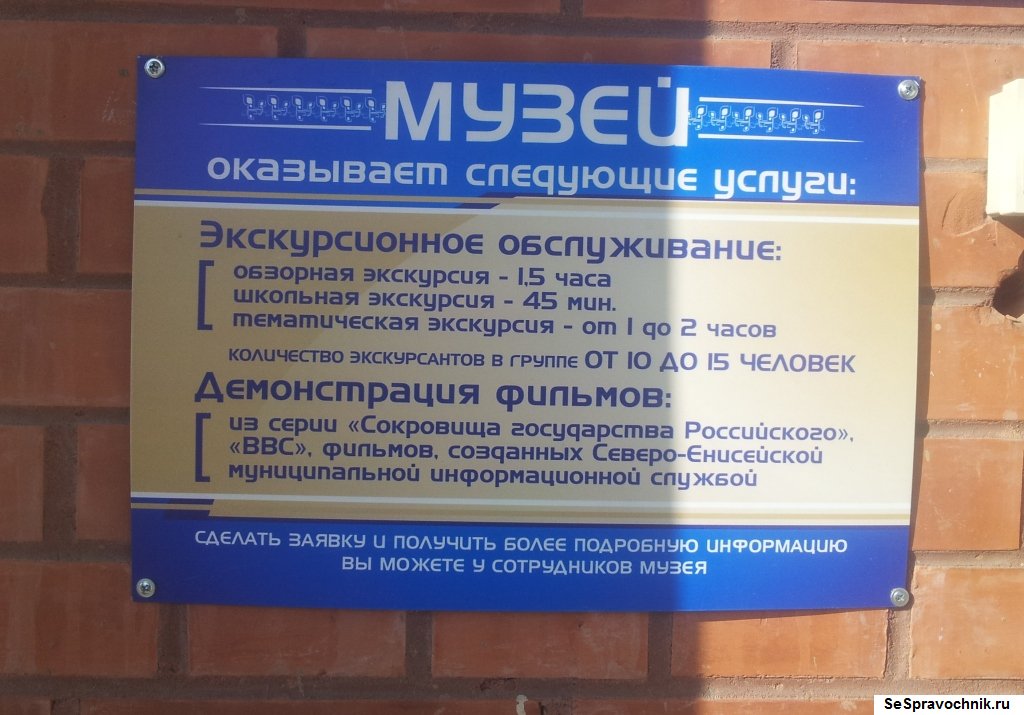 МУЗЕЙ
оказывает следующие услуги:
Экскурсионное обслуживание:
обзорная экскурсия - 1,5 часа
школьная экскурсия - 45 мин.
тематическая экскурсия - от 1 до 2 часов
количество экскурсантов в группе ОТ 10 ДО 15 ЧЕЛОВЕК
Демонстрация фильмов:
из серии «Сокровища государства Российского»,
«BBC», фильмов, созданных Северо-Енисейской
муниципальной информационной службой
СДЕЛАТЬ ЗАЯВКУ И ПОЛУЧИТЬ БОЛЕЕ ПОДРОБНУЮ ИНФОРМАЦИЮ
ВЫ МОЖЕТЕ У СОТРУДНИКОВ МУЗЕЯ
SeSpravochnik.ru